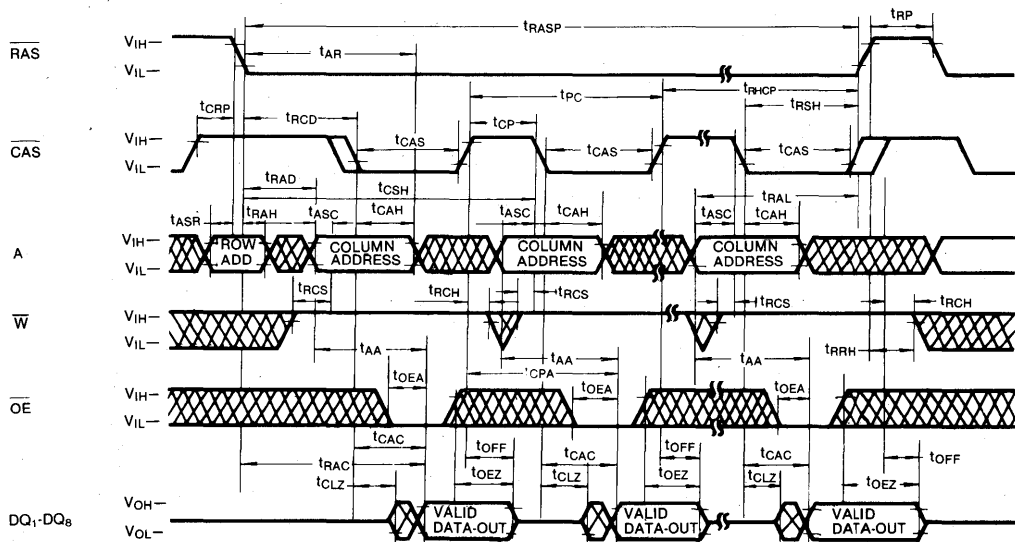 tRASP
tRP
RAS
VIH
VIL
tAR
tPC
tRHCP
tRSH
tCRP
tRCD
tCP
CAS
VIH
VIL
tCAS
tCAS
tCAS
tRAD
tCSH
tRAL
tASR
tRAH
tASC
tCAH
tASC
tCAH
tASC
tCAH
A
VIH
VIL
ROW ADD
COLUMN ADDRESS
COLUMN ADDRESS
COLUMN ADDRESS
tRCS
tRCH
tRCS
tRCS
tRCH
W
VIH
VIL
tAA
tAA
tAA
tRRH
tOEA
tCPA
tOEA
tOEA
OE
VIH
VIL
tCAC
tOFF
tCAC
tOFF
tCAC
tOFF
tRAC
tCLZ
tOEZ
tCLZ
tOEZ
tCLZ
tOEZ
DQ1-DQ8
VOH
VOL
VALID DATA-OUT
VALID DATA-OUT
VALID DATA-OUT